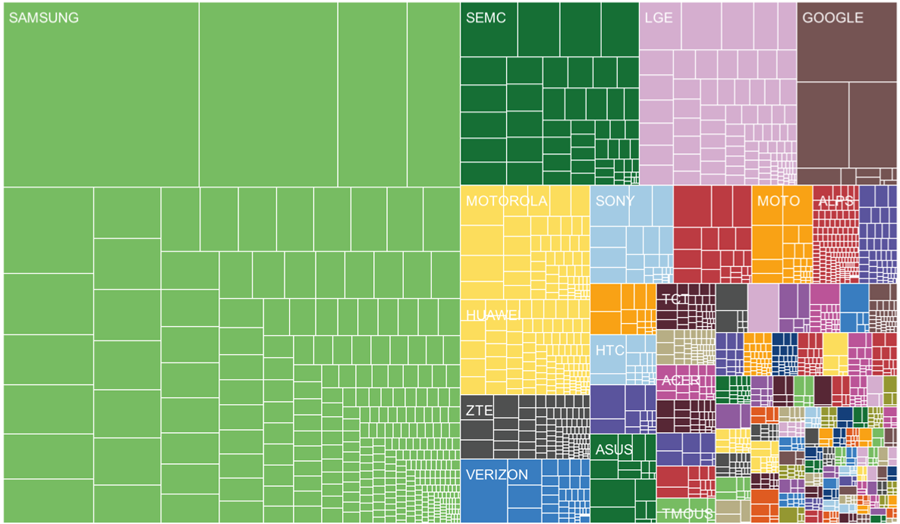 SAMSUNG
SEMC
LGE
GOOGLE
MOTOROLA
SONY
MOTO
ALPS
HUAWEI
TCT
HTC
ACER
ZTE
ASUS
VERIZON
TMOUS